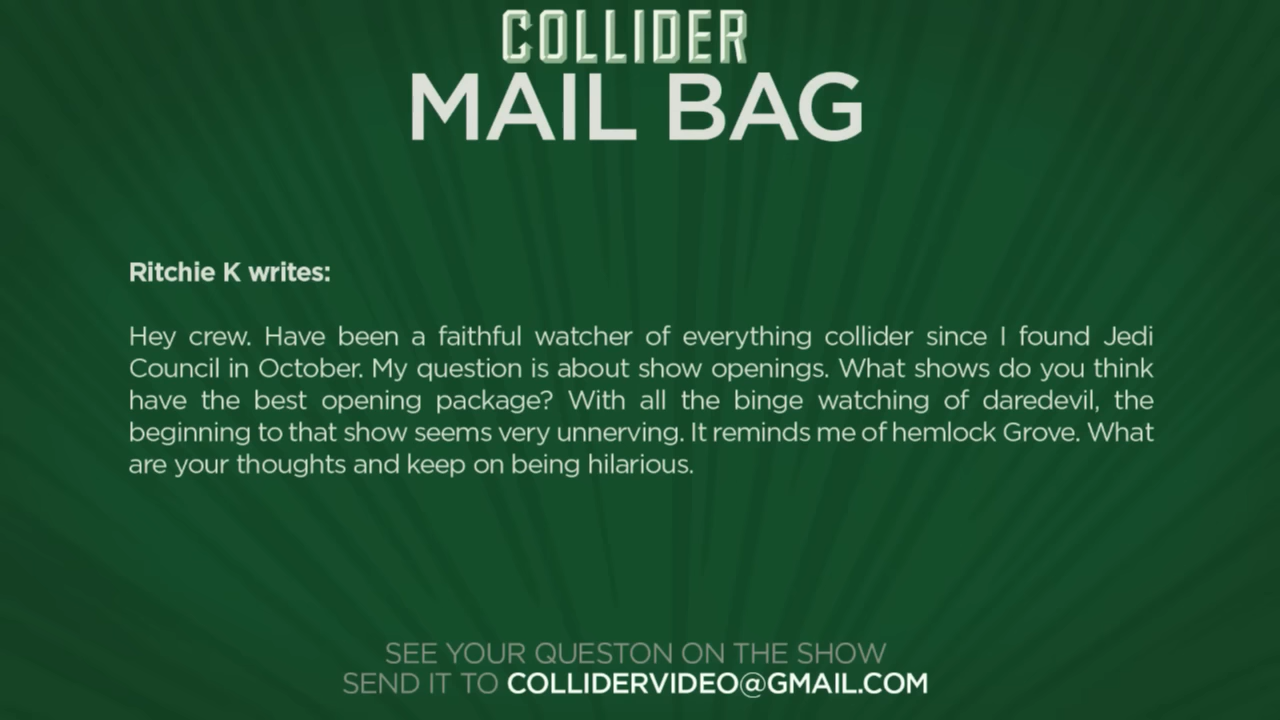 COLLIDER
MAIL BAG
Ritchie K writes:
Hey crew. Have been a faithful watcher of everything collider since I found Jedi
Council in October. My question is about show openings. What shows do you think
have the best opening package? With all the binge watching of daredevil, the
beginning to that show seems very unnerving. It reminds me of hemlock Grove. What
are your thoughts and keep on being hilarious.
SEE YOUR QUESTON ON THE SHOW
SEND IT TO COLLIDERVIDEO@GMAIL.COM